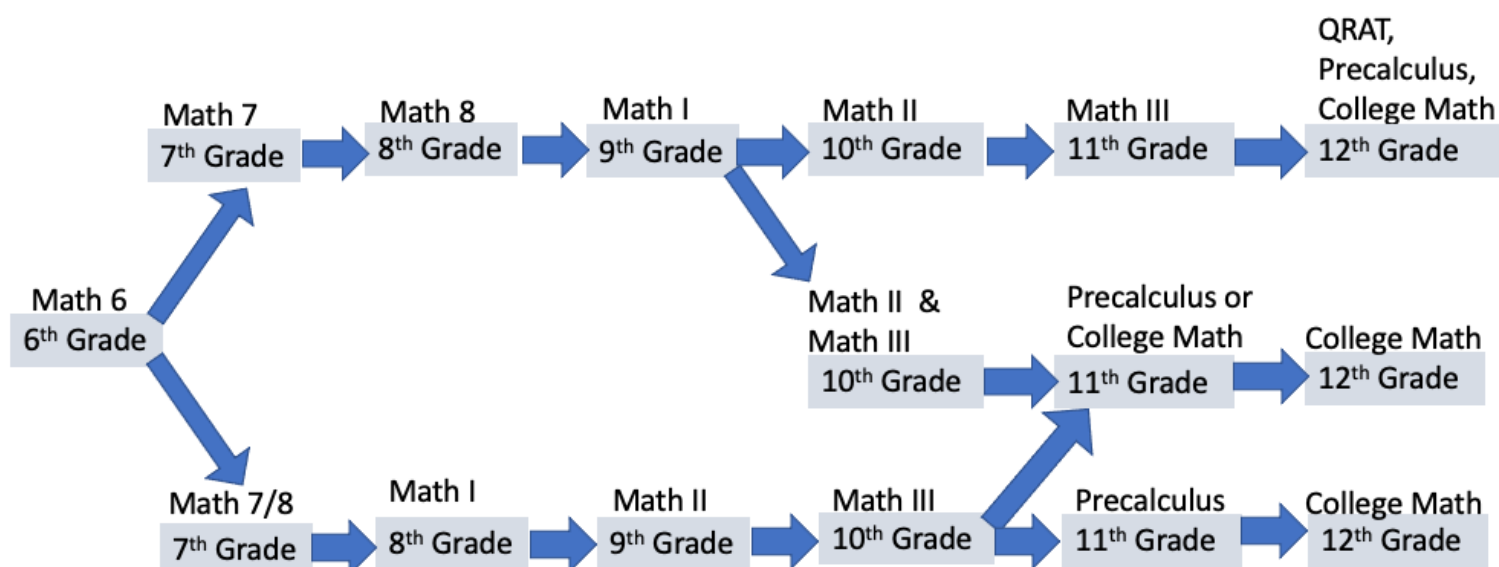 QRAT,
Precalculus,
College Math
12th Grade
Math 7
7th Grade
Math 8
8th Grade
Math I
9th Grade
Math II
10th Grade
Math III
11th Grade
Math 6
6th Grade
Math II &
Math III
10th Grade
Precalculus or
College Math
11th Grade
College Math
12th Grade
Math 7/8
7th Grade
Math I
8th Grade
Math II
9th Grade
Math III
10th Grade
Precalculus
11th Grade
College Math
12th Grade